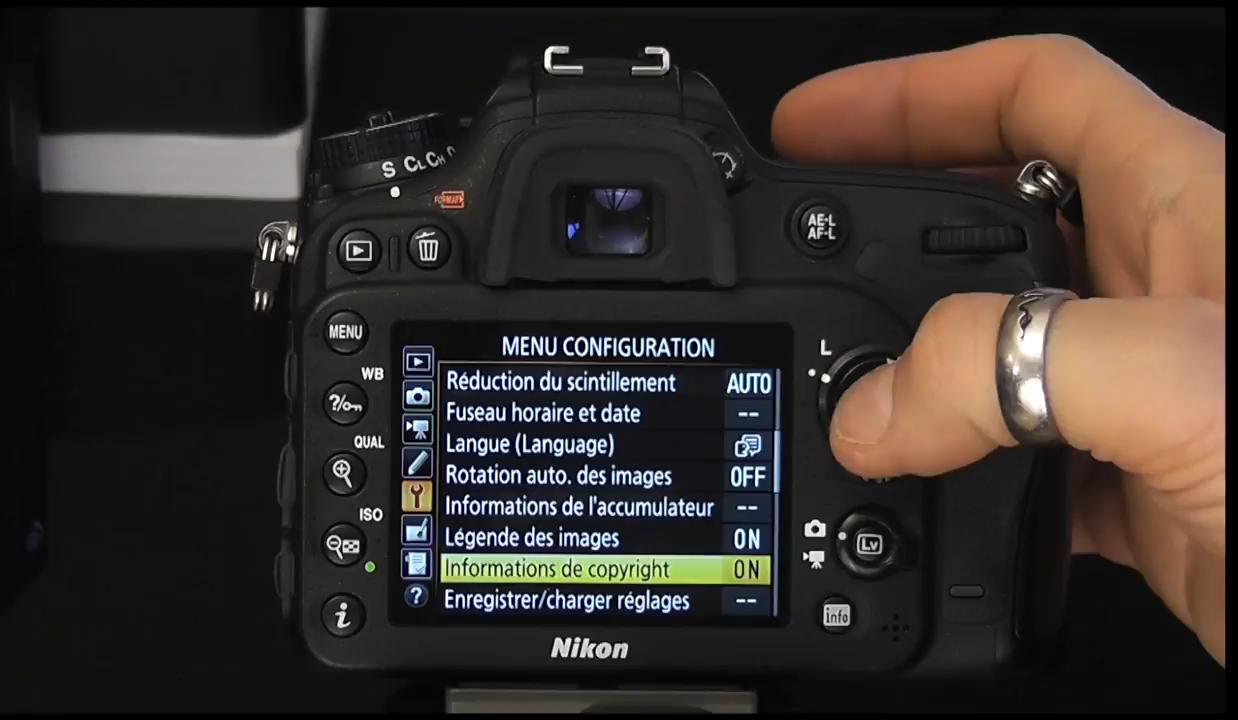 S CL CH
FORMAT
AE-L
AF-L
MENU
WB
?/
QUAL
ISO
i
L
MENU CONFIGURATION
Réduction du scintillement AUTO
Fuseau horaire et date --
Langue (Language)
Rotation auto. des images OFF
Informations de l'accumulateur --
Légende des images ON
Informations de copyright ON
Enregistrer/charger réglages --
?
Lv
info
Nikon